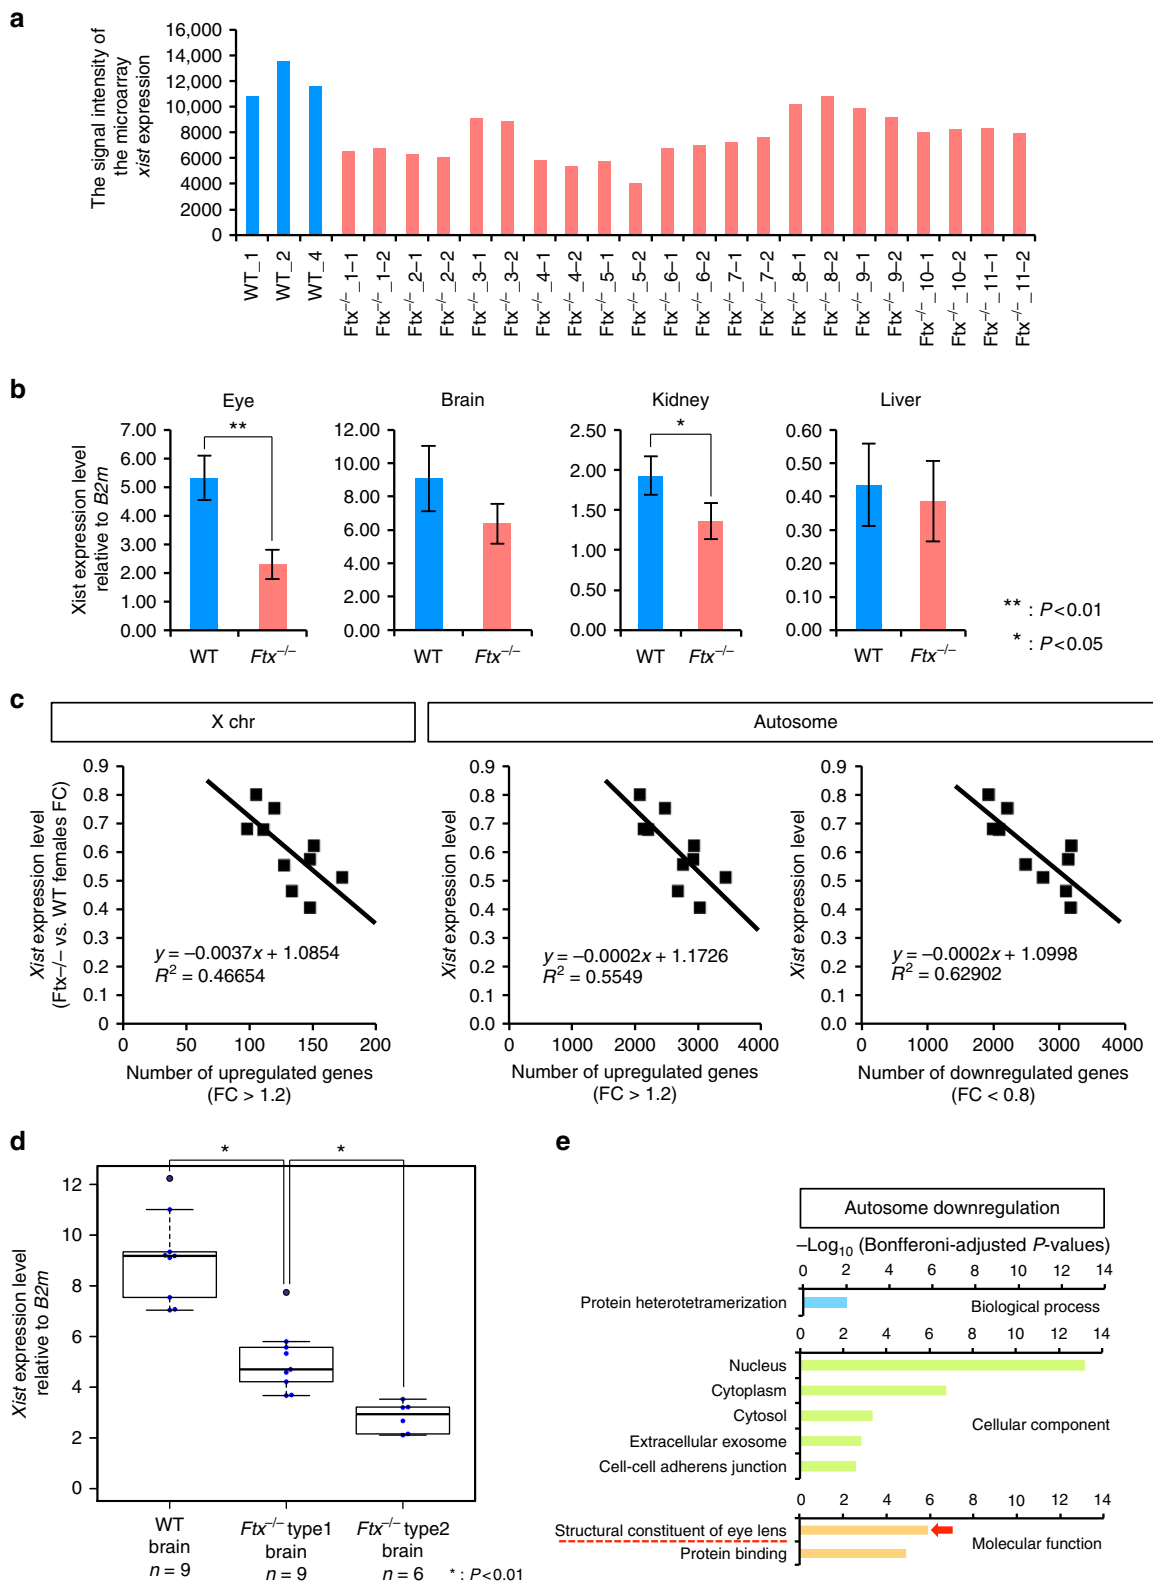 a
The signal intensity of
the microarray
xist expression
16,000
14,000
12,000
10,000
8000
6000
4000
2000
0
WT_1
WT_2
WT_4
Ftx−/−_1–1
Ftx−/−_1–2
Ftx−/−_2–1
Ftx−/−_2–2
Ftx−/−_3–1
Ftx−/−_3–2
Ftx−/−_4–1
Ftx−/−_4–2
Ftx−/−_5–1
Ftx−/−_5–2
Ftx−/−_6–1
Ftx−/−_6–2
Ftx−/−_7–1
Ftx−/−_7–2
Ftx−/−_8–1
Ftx−/−_8–2
Ftx−/−_9–1
Ftx−/−_9–2
Ftx−/−_10–1
Ftx−/−_10–2
Ftx−/−_11–1
Ftx−/−_11–2
b
Xist expression level
relative to B2m
Eye
7.00
6.00
5.00
4.00
3.00
2.00
1.00
0.00
**
WT Ftx−/−
Brain
12.00
10.00
8.00
6.00
4.00
2.00
0.00
WT Ftx−/−
Kidney
2.50
2.00
1.50
1.00
0.50
0.00
*
WT Ftx−/−
Liver
0.60
0.50
0.40
0.30
0.20
0.10
0.00
WT Ftx−/−
** : P<0.01
* : P<0.05
c
X chr
Autosome
Xist expression level
(Ftx–/– vs. WT females FC)
0.9
0.8
0.7
0.6
0.5
0.4
0.3
0.2
0.1
0
y = –0.0037x + 1.0854
R2 = 0.46654
0 50 100 150 200
Number of upregulated genes
(FC > 1.2)
Xist expression level
0.9
0.8
0.7
0.6
0.5
0.4
0.3
0.2
0.1
0.0
y = –0.0002x + 1.1726
R2 = 0.5549
0 1000 2000 3000 4000
Number of upregulated genes
(FC > 1.2)
Xist expression level
0.9
0.8
0.7
0.6
0.5
0.4
0.3
0.2
0.1
0.0
y = –0.0002x + 1.0998
R2 = 0.62902
0 1000 2000 3000 4000
Number of downregulated genes
(FC < 0.8)
d
Xist expression level
relative to B2m
12
10
8
6
4
2
0
* *
WT
brain
n = 9
Ftx−/− type1
brain
n = 9
Ftx−/− type2
brain
n = 6
* : P<0.01
e
Autosome downregulation
–Log10 (Bonfferoni-adjusted P-values)
0 2 4 6 8 10 12 14
Protein heterotetramerization
Biological process
0 2 4 6 8 10 12 14
Nucleus
Cytoplasm
Cytosol
Cellular component
Extracellular exosome
Cell-cell adherens junction
0 2 4 6 8 10 12 14
Structural constituent of eye lens
Molecular function
Protein binding